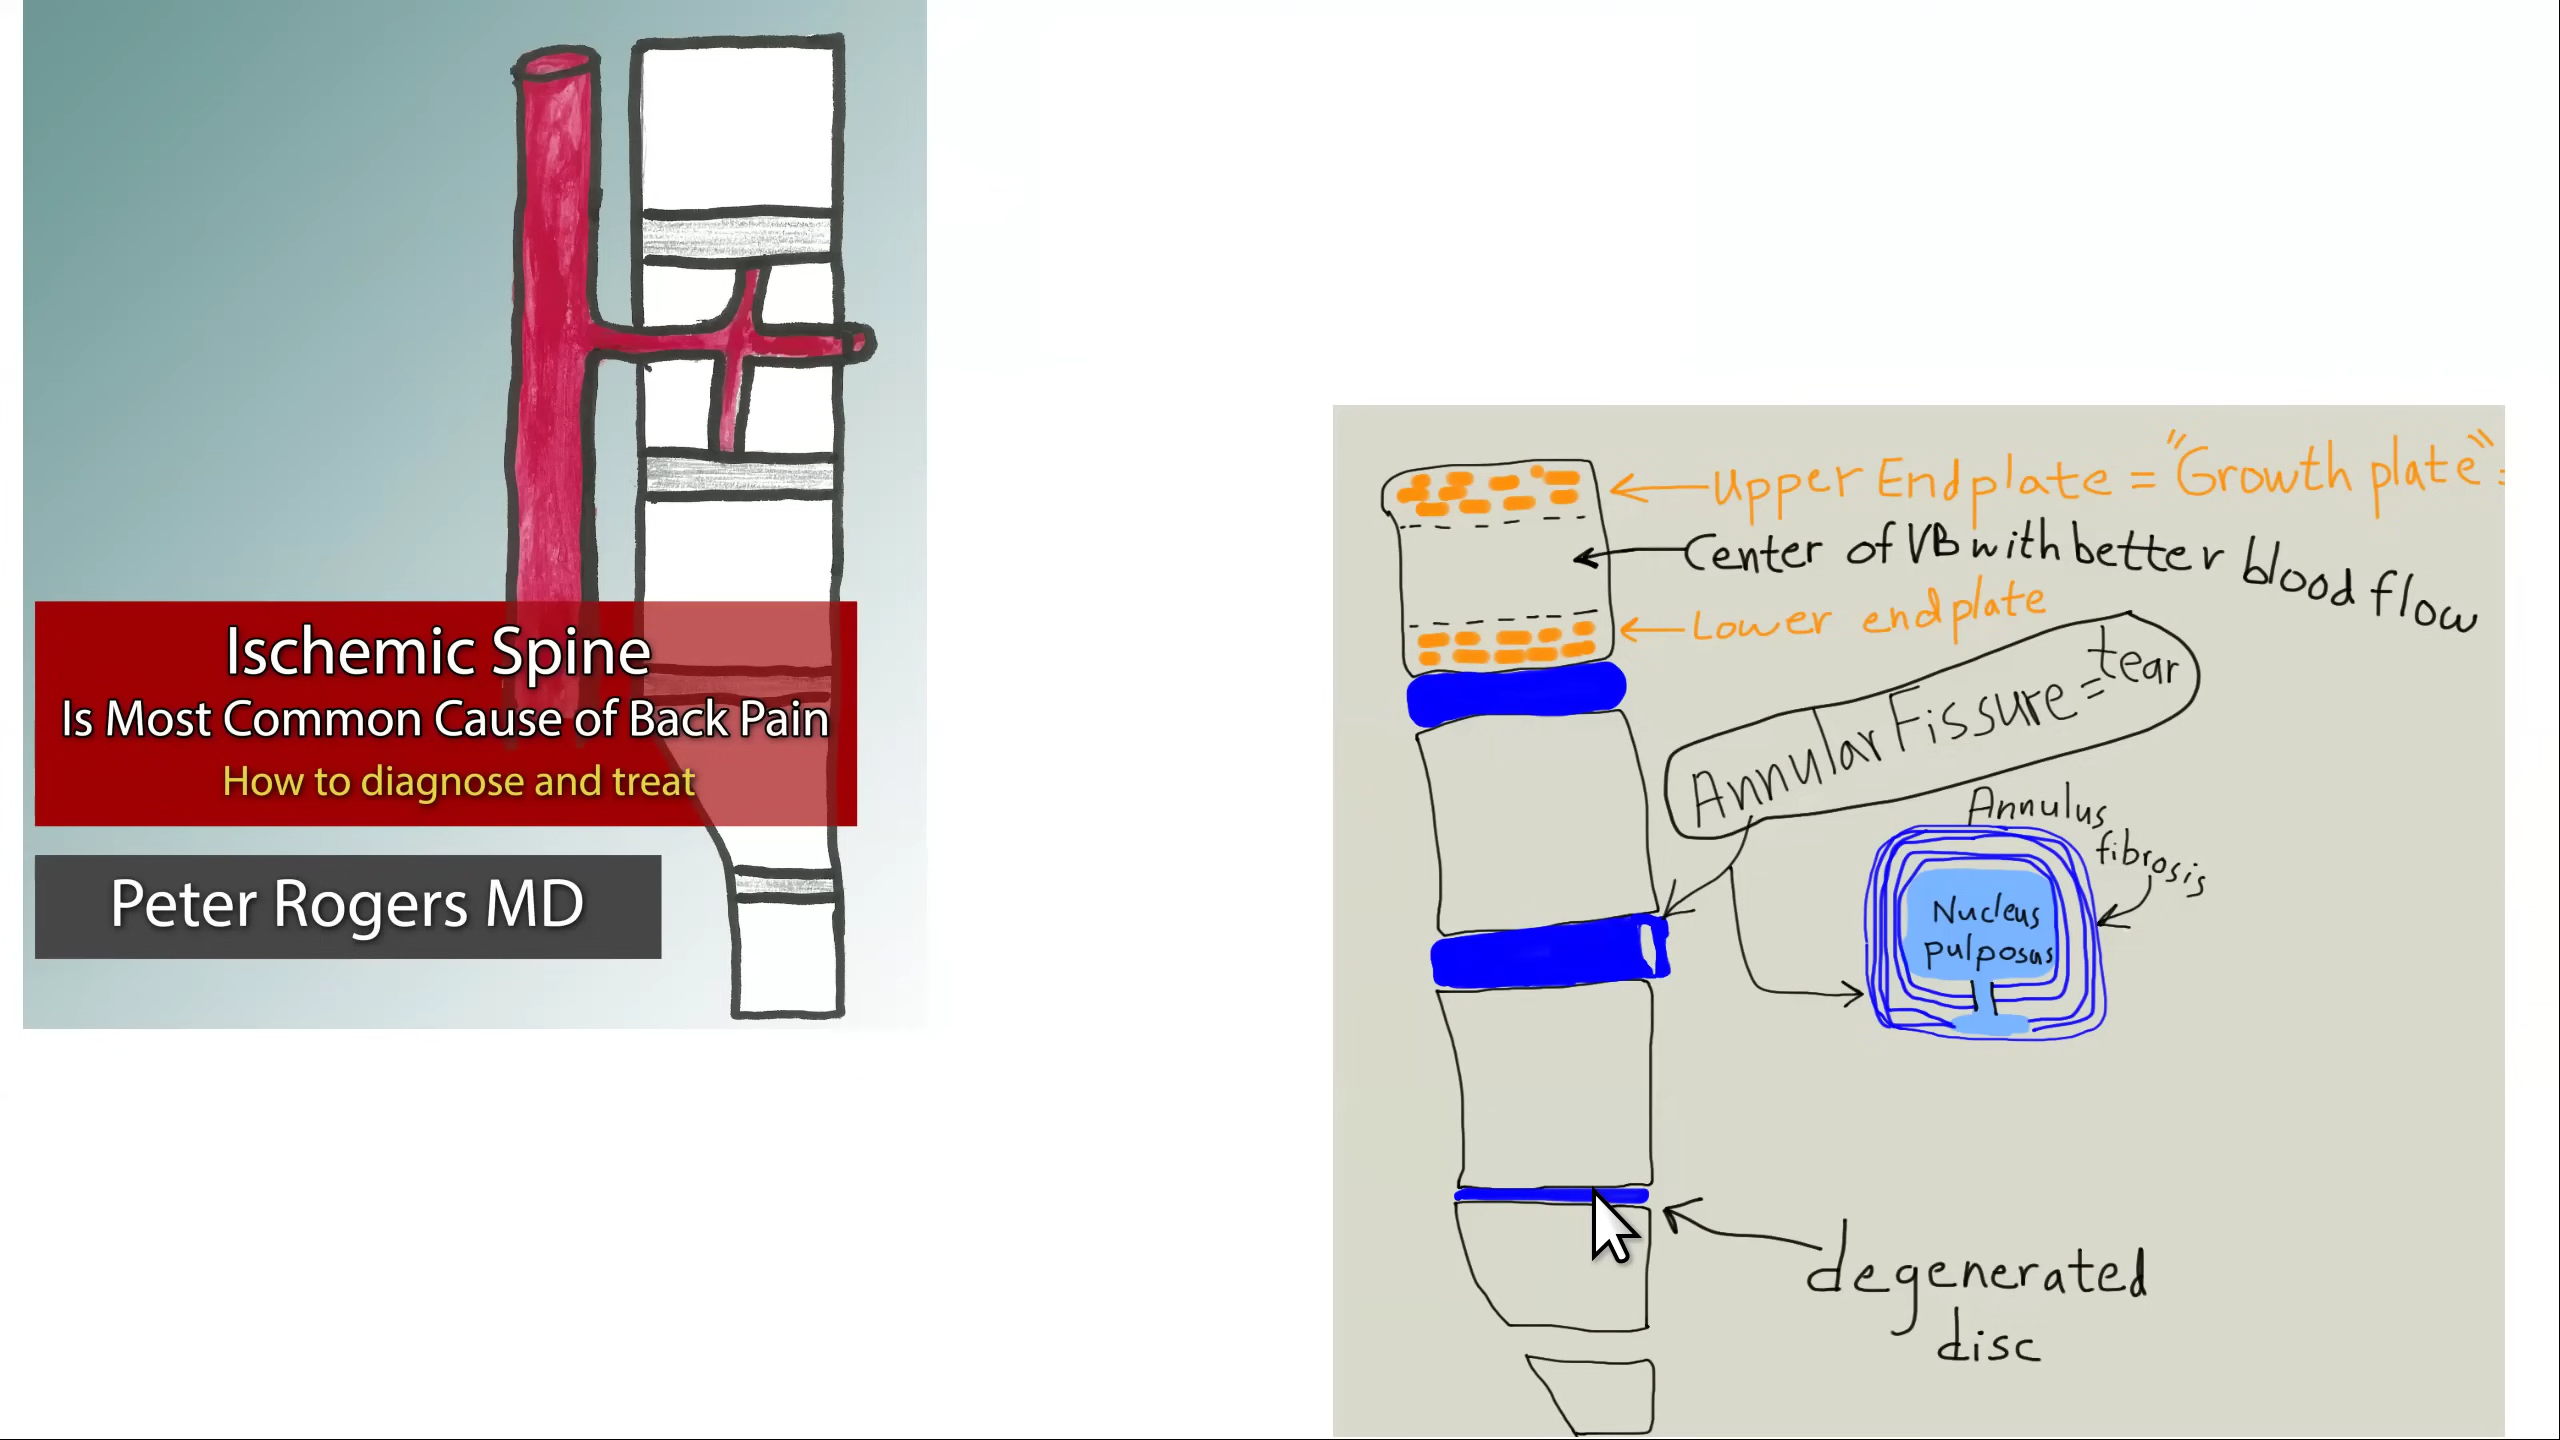 Ischemic Spine
Is Most Common Cause of Back Pain
How to diagnose and treat
Peter Rogers MD
Upper Endplate = "Growth plate" =
Center of VB with better blood flow
Lower endplate
Annular Fissure = tear
Annulus
fibrosis
Nucleus
pulposus
degenerated
disc